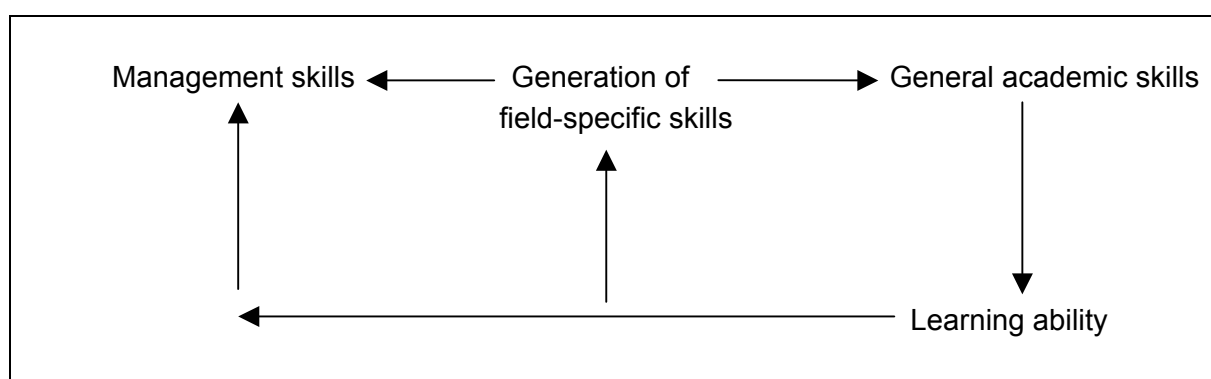 Management skills
Generation of
field-specific skills
General academic skills
Learning ability